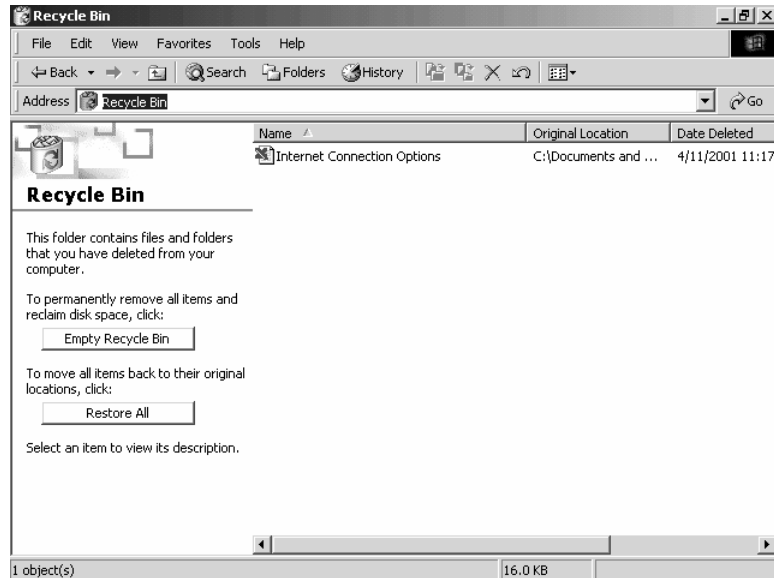 Recycle Bin
File Edit View Favorites Tools Help
Back Search Folders History
Address Recycle Bin Go
Name Original Location Date Deleted
Internet Connection Options C:\Documents and ... 4/11/2001 11:17
Recycle Bin
This folder contains files and folders
that you have deleted from your
computer.
To permanently remove all items and
reclaim disk space, click:
Empty Recycle Bin
To move all items back to their original
locations, click:
Restore All
Select an item to view its description.
1 object(s) 16.0 KB